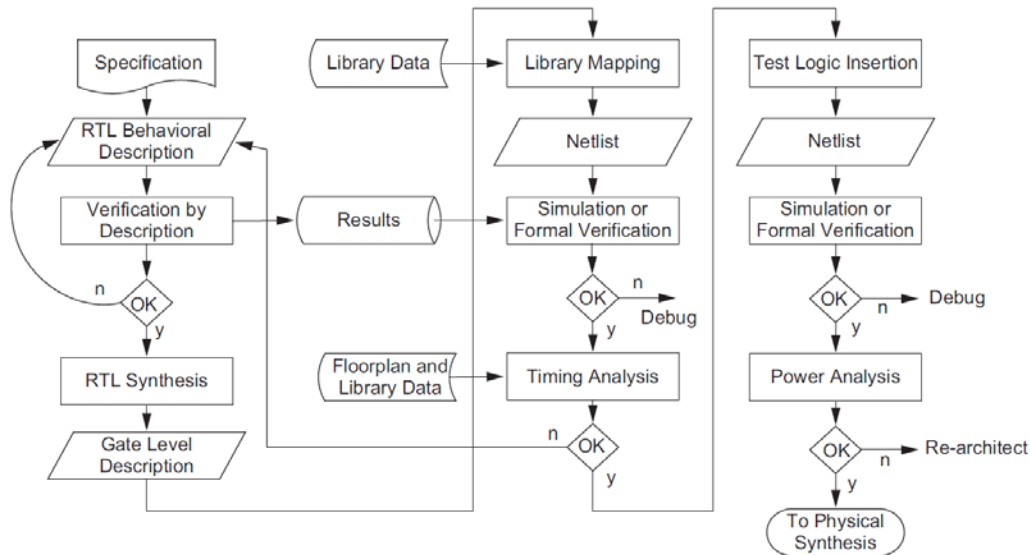 Specification
RTL Behavioral
Description
Verification by
Description
n
OK
y
RTL Synthesis
Gate Level
Description
Library Data
Library Mapping
Netlist
Results
Simulation or
Formal Verification
OK
n
Debug
y
Floorplan and
Library Data
Timing Analysis
n
OK
y
Test Logic Insertion
Netlist
Simulation or
Formal Verification
OK
n
Debug
y
Power Analysis
OK
n
Re-architect
y
To Physical
Synthesis